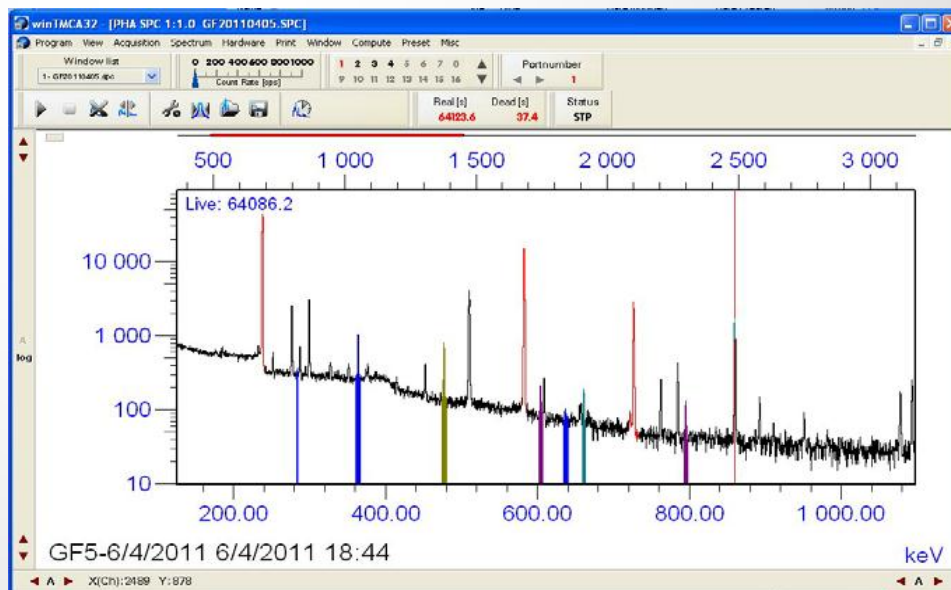 winTMCA32 - [PHA SPC 1:1.0 GF20110405.SPC]
Program View Acquisition Spectrum Hardware Print Window Compute Preset Misc
Window list
1- GF20110405.spc
0 200 400 600 800 1000
Count Rate [cps]
1 2 3 4 5 6 7 8
9 10 11 12 13 14 15 16
Portnumber
1
Real [s] Dead [s]
64123.6 37.4
Status
STP
500 1 000 1 500 2 000 2 500 3 000
Live: 64086.2
10 000
1 000
100
10
A
log
200.00 400.00 600.00 800.00 1 000.00
GF5-6/4/2011 6/4/2011 18:44
keV
A X(Ch):2489 Y:878 A